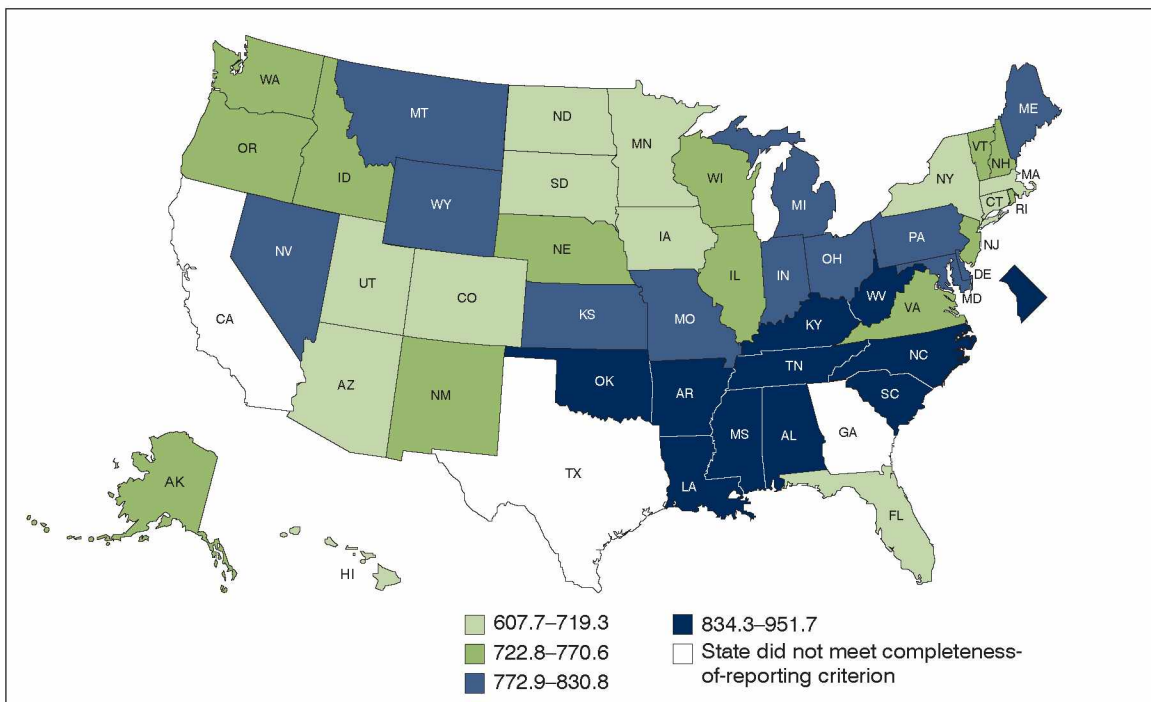 WA
MT
ND
MN
ME
OR
ID
SD
WI
VT
NH
NY
MA
WY
MI
CT
RI
IA
PA
NE
NV
NJ
OH
IL
IN
DE
UT
CO
MD
WV
VA
CA
KS
MO
KY
NC
TN
AZ
OK
NM
AR
SC
MS
AL
GA
TX
LA
AK
FL
HI
607.7–719.3
722.8–770.6
772.9–830.8
834.3–951.7
State did not meet completeness-
of-reporting criterion